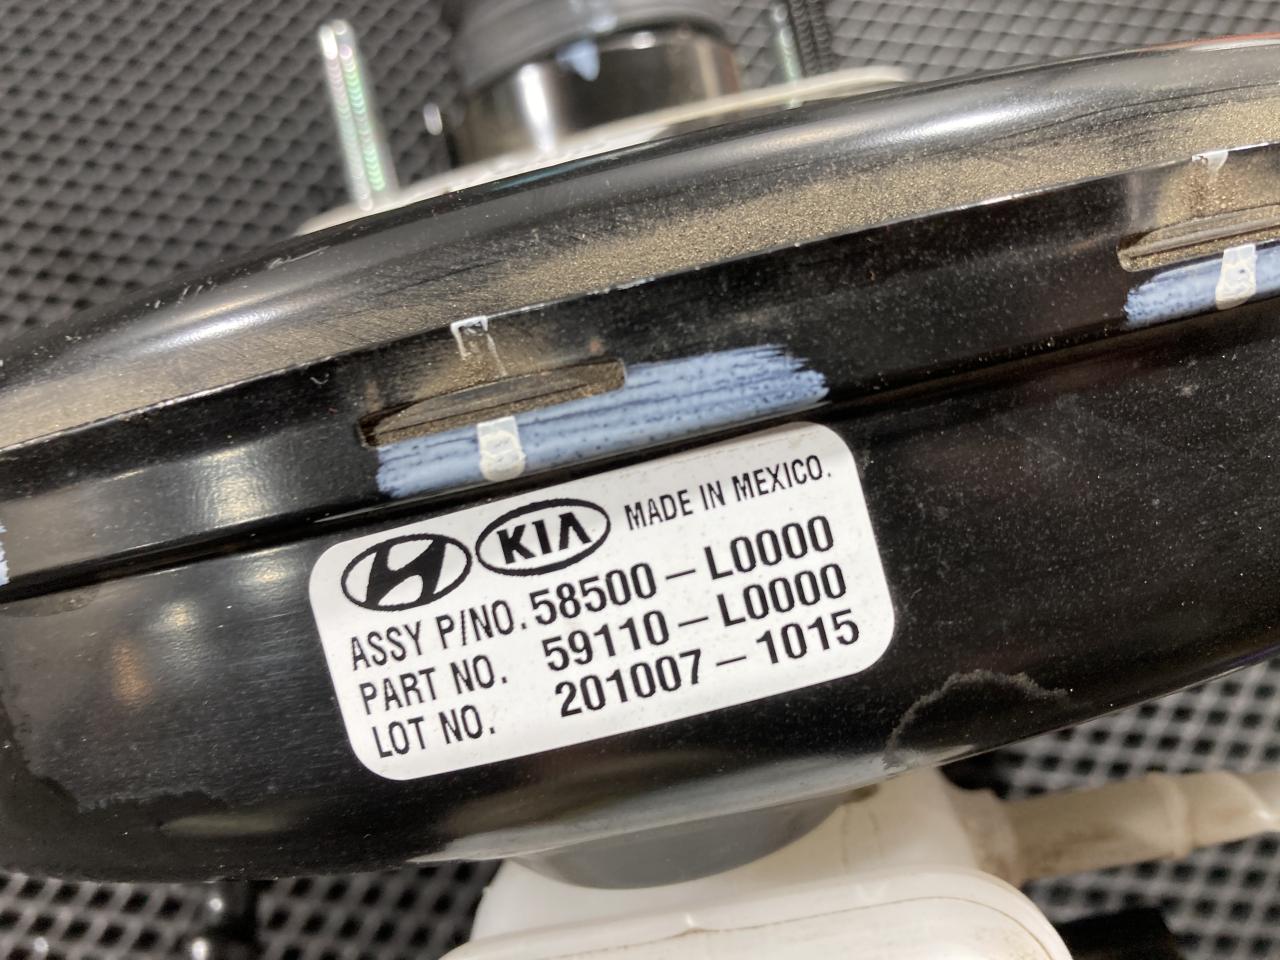 KIA MADE IN MEXICO.
ASSY P/NO. 58500-L0000
PART NO. 59110-L0000
LOT NO. 201007-1015